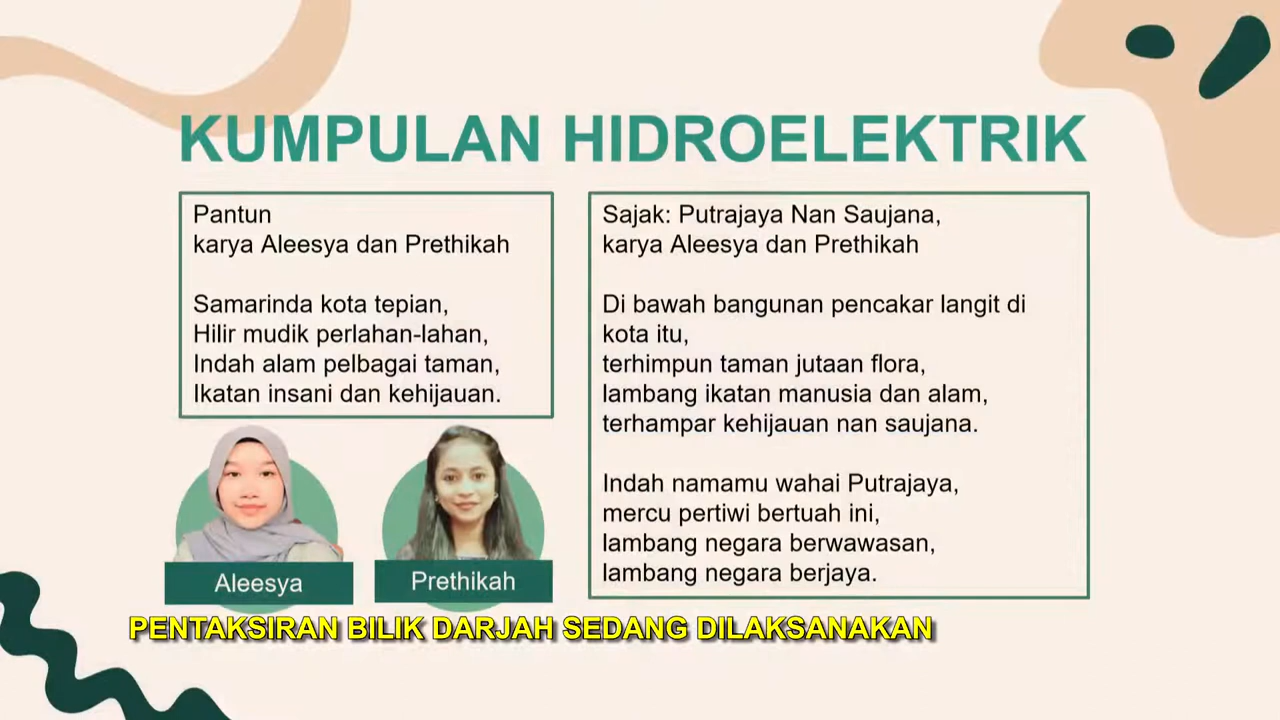 KUMPULAN HIDROELEKTRIK
Pantun
karya Aleesya dan Prethikah
Samarinda kota tepian,
Hilir mudik perlahan-lahan,
Indah alam pelbagai taman,
Ikatan insani dan kehijauan.
Aleesya
Prethikah
Sajak: Putrajaya Nan Saujana,
karya Aleesya dan Prethikah
Di bawah bangunan pencakar langit di
kota itu,
terhimpun taman jutaan flora,
lambang ikatan manusia dan alam,
terhampar kehijauan nan saujana.
Indah namamu wahai Putrajaya,
mercu pertiwi bertuah ini,
lambang negara berwawasan,
lambang negara berjaya.
PENTAKSIRAN BILIK DARJAH SEDANG DILAKSANAKAN